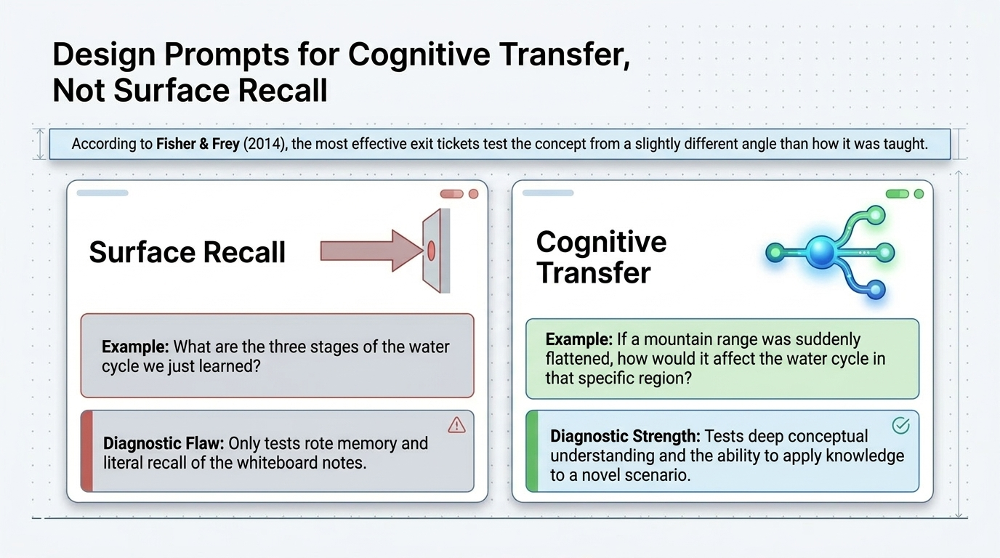 Design Prompts for Cognitive Transfer,
Not Surface Recall
According to Fisher & Frey (2014), the most effective exit tickets test the concept from a slightly different angle than how it was taught.
Surface Recall
Example: What are the three stages of the water
cycle we just learned?
Diagnostic Flaw: Only tests rote memory and
literal recall of the whiteboard notes.
Cognitive
Transfer
Example: If a mountain range was suddenly
flattened, how would it affect the water cycle in
that specific region?
Diagnostic Strength: Tests deep conceptual
understanding and the ability to apply knowledge
to a novel scenario.